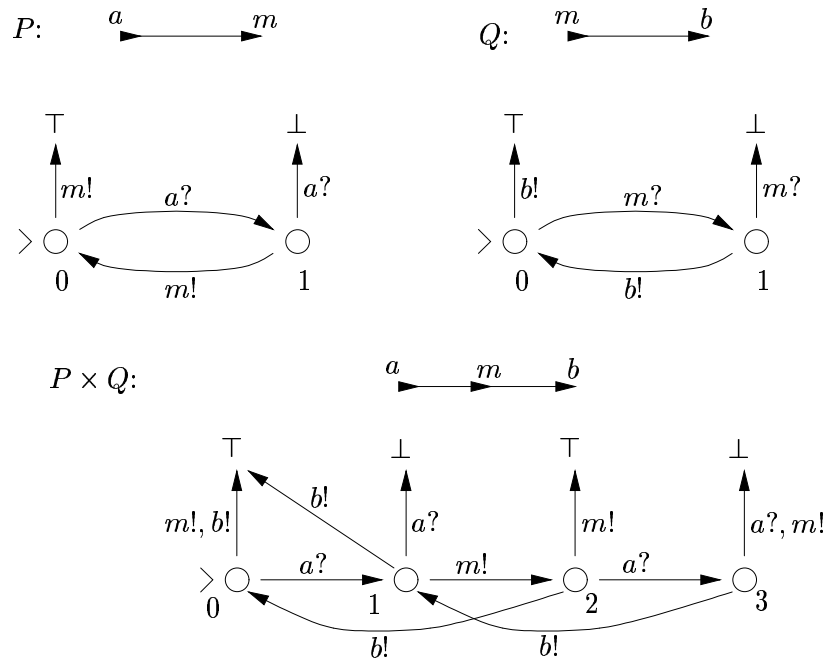 P: a m Q: m b
⊤ ⊥ ⊤ ⊥
m! a? a? b! m? m?
> >
0 m! 1 0 b! 1
P × Q: a m b
⊤ ⊥ ⊤ ⊥
m!, b! b! a? m! a?, m!
> a? m! a?
0 1 2 3
b! b!